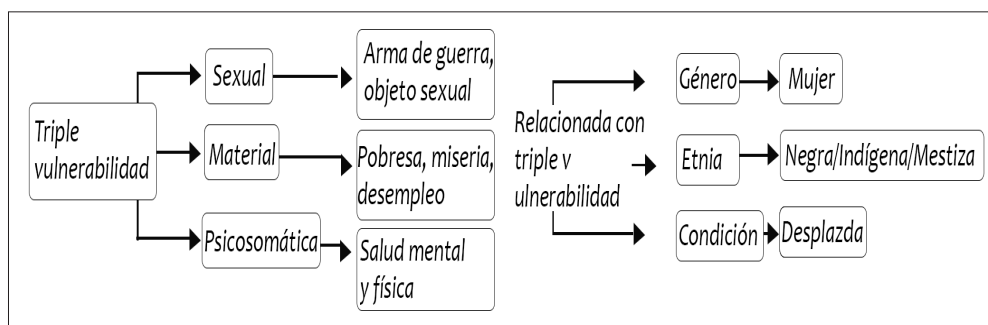 Triple
vulnerabilidad
Sexual
Arma de guerra,
objeto sexual
Material
Pobresa, miseria,
desempleo
Psicosomática
Salud mental
y física
Relacionada con
triple v
ulnerabilidad
Género
Mujer
Etnia
Negra/Indígena/Mestiza
Condición
Desplazda